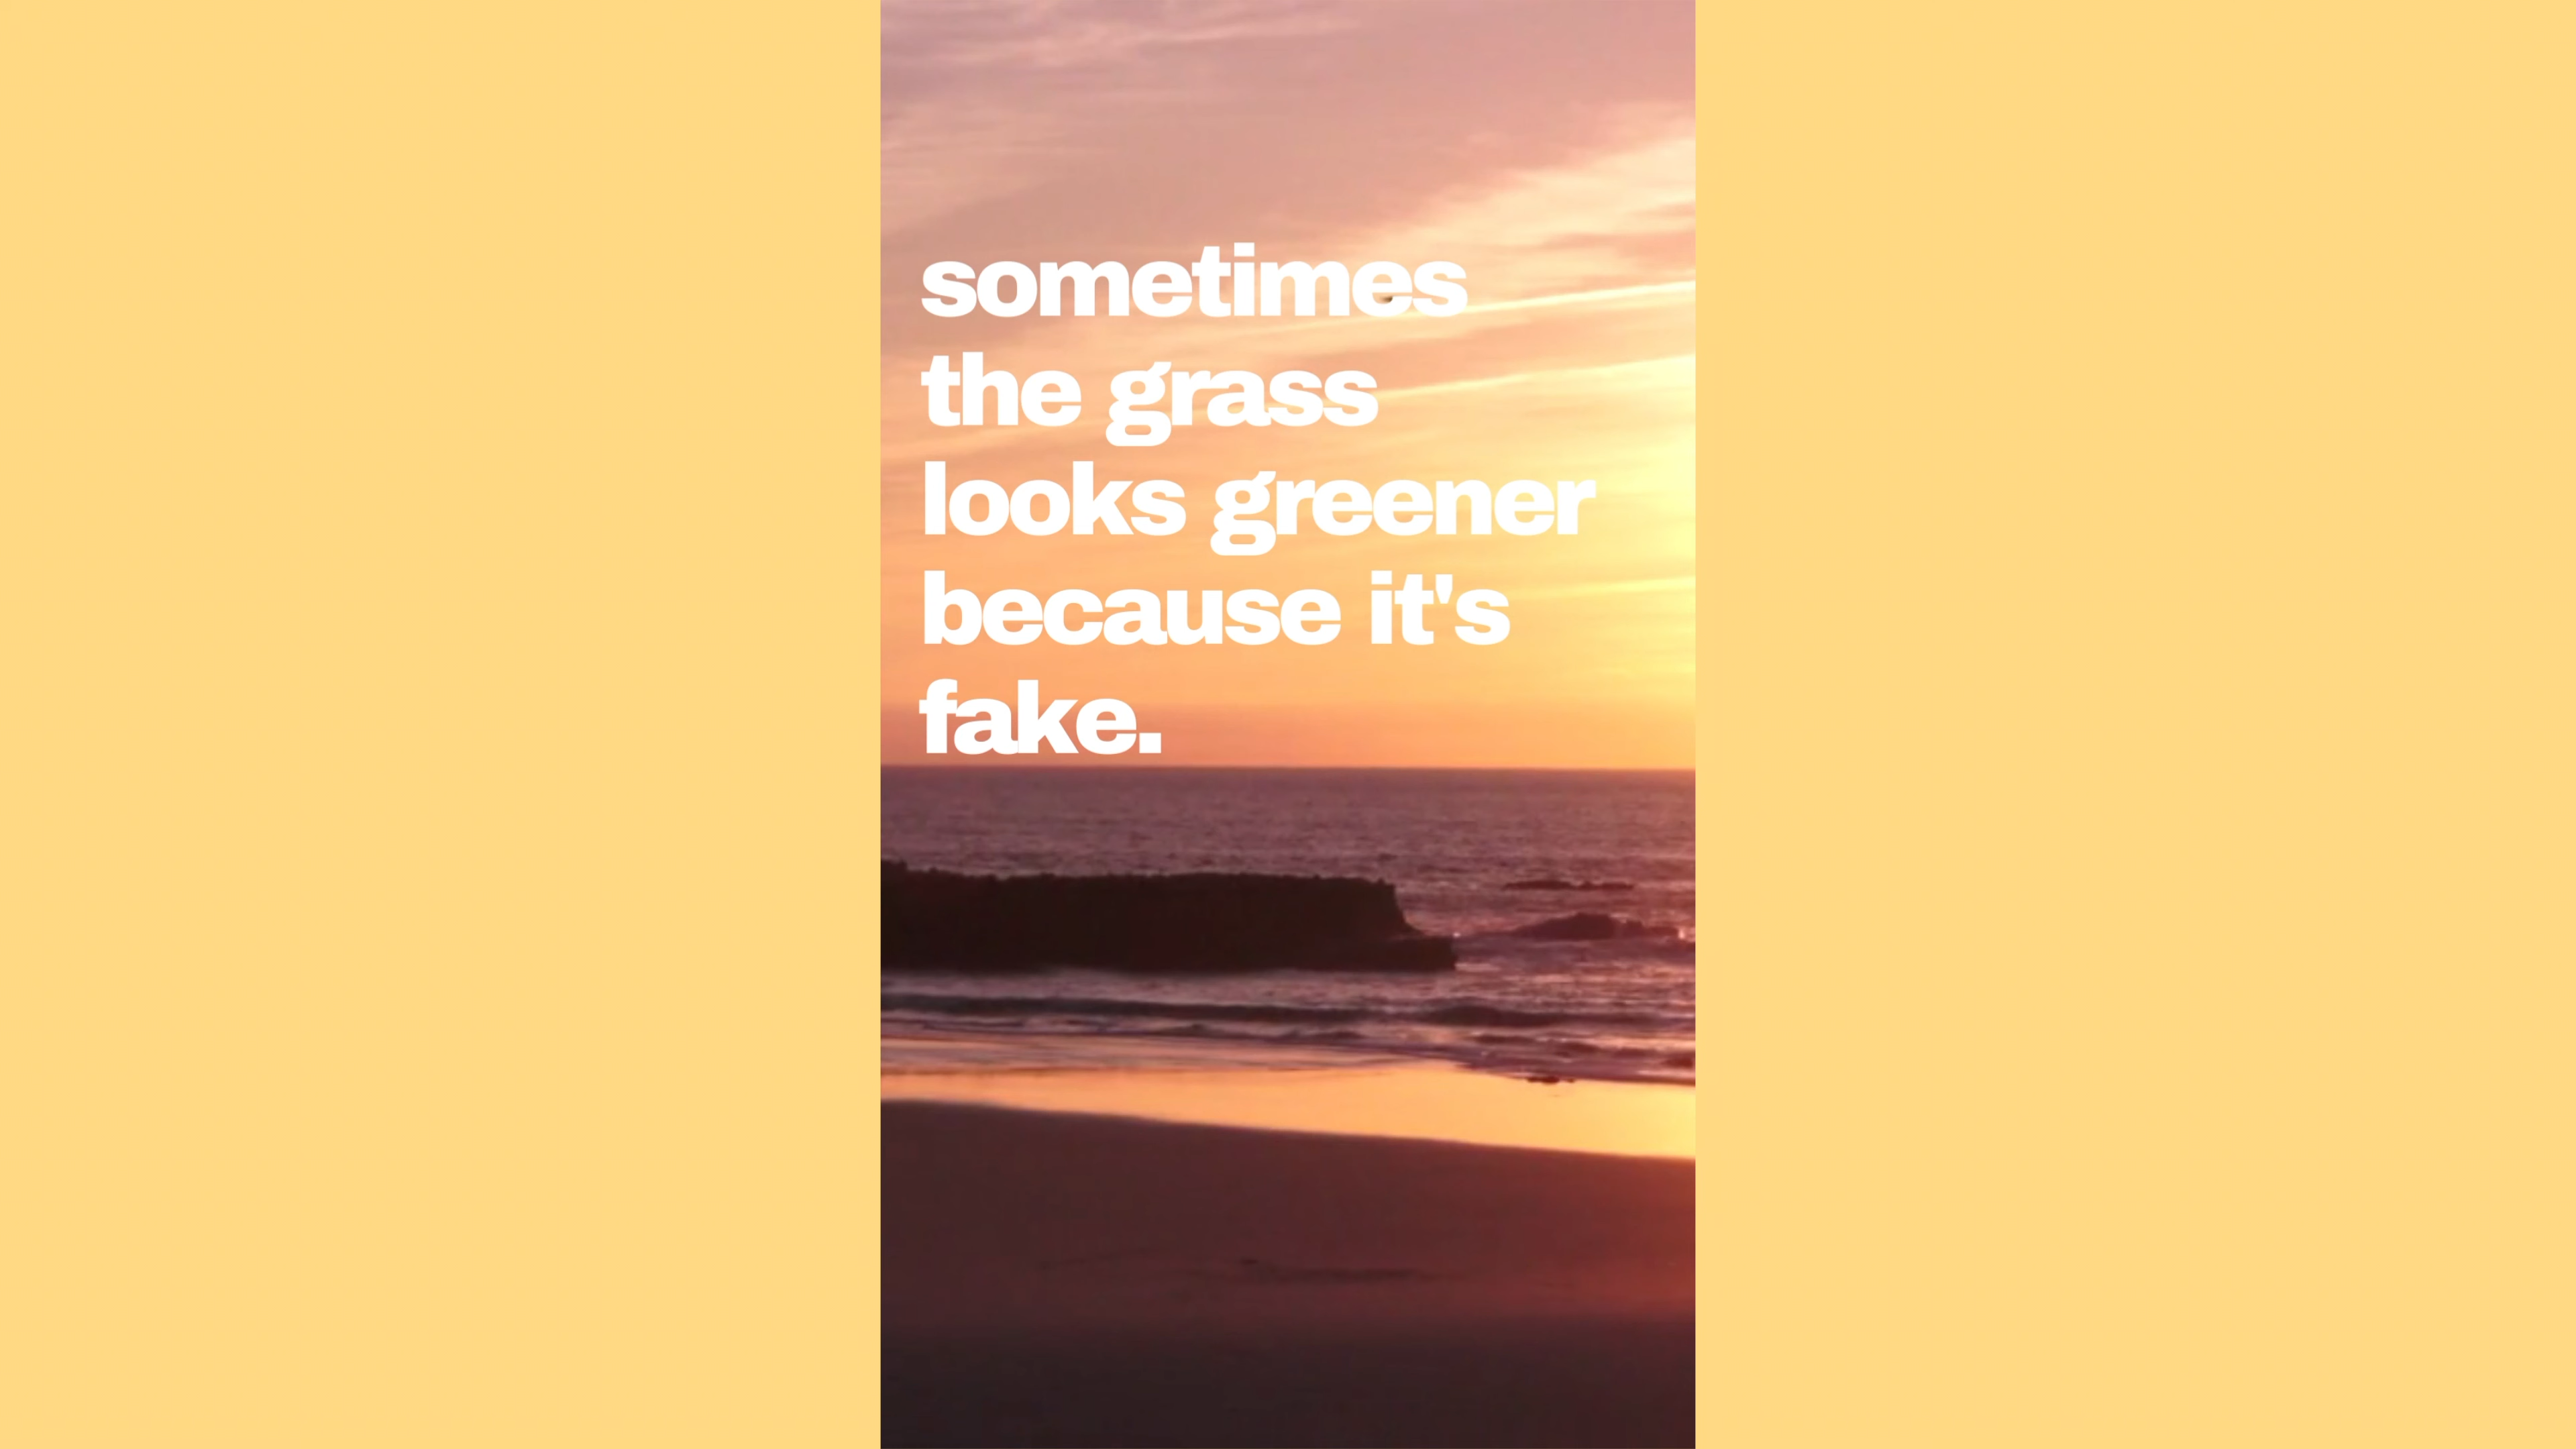 sometimes
the grass
looks greener
because it's
fake.